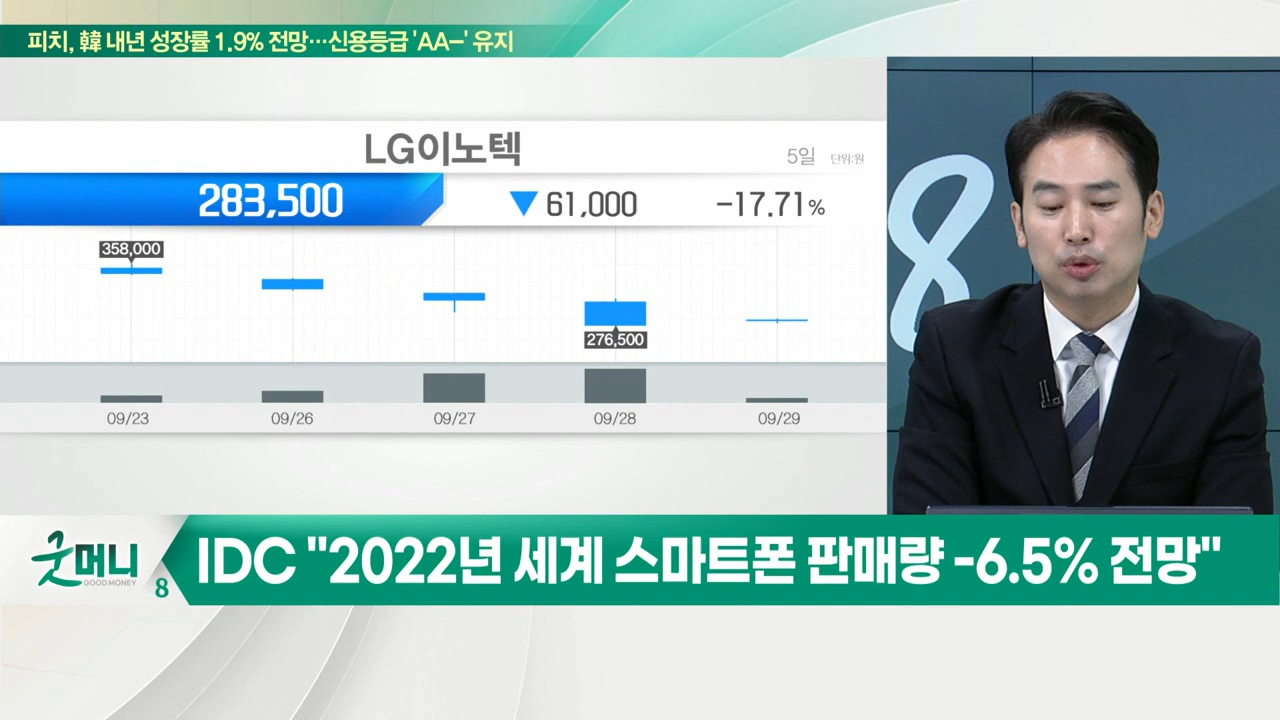 피치, 韓 내년 성장률 1.9% 전망…신용등급 'AA-' 유지
LG이노텍
5일 단위:원
283,500 ▼ 61,000 -17.71%
358,000
276,500
09/23 09/26 09/27 09/28 09/29
8
굿머니
GOOD MONEY
8
IDC "2022년 세계 스마트폰 판매량 -6.5% 전망"